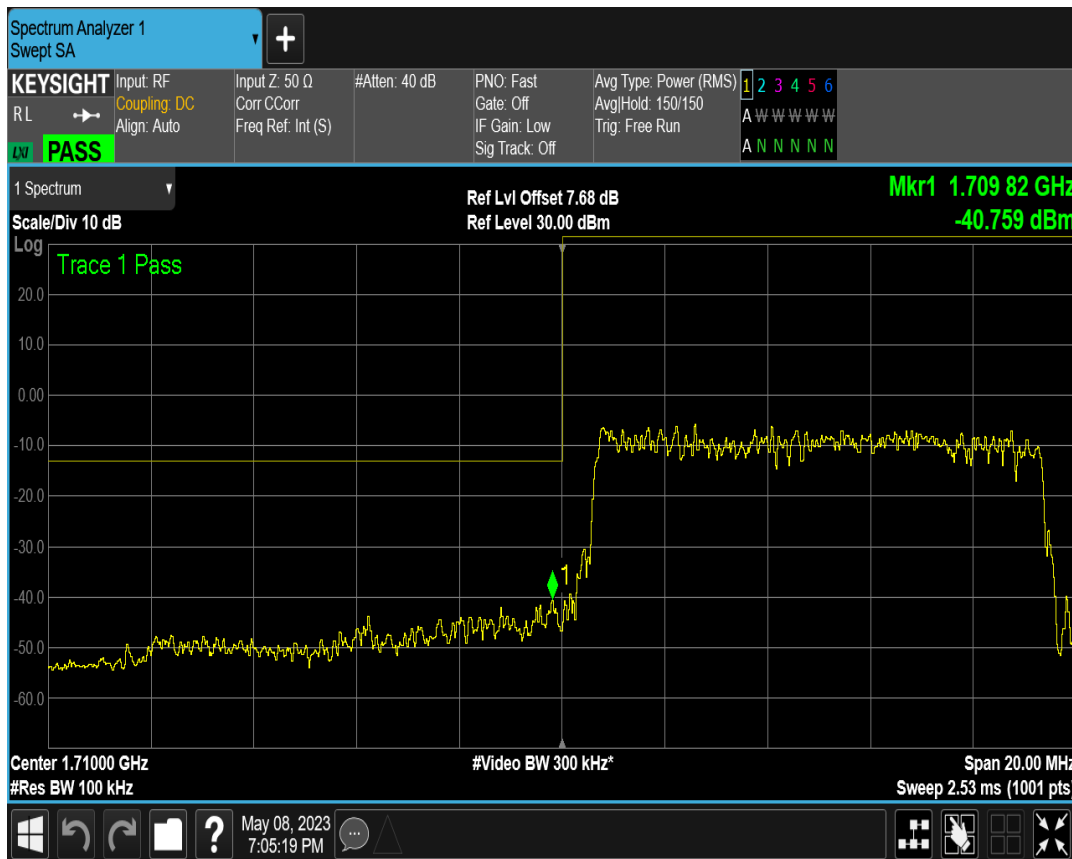 Spectrum Analyzer 1
Swept SA
+
KEYSIGHT
RL
LXI PASS
Input: RF
Coupling: DC
Align: Auto
Input Z: 50 Ω
Corr CCorr
Freq Ref: Int (S)
#Atten: 40 dB
PNO: Fast
Gate: Off
IF Gain: Low
Sig Track: Off
Avg Type: Power (RMS)
Avg|Hold: 150/150
Trig: Free Run
1 2 3 4 5 6
A W W W W W
A N N N N N
1 Spectrum
Scale/Div 10 dB
Ref Lvl Offset 7.68 dB
Ref Level 30.00 dBm
Mkr1 1.709 82 GHz
-40.759 dBm
Log
Trace 1 Pass
20.0
10.0
0.00
-10.0
-20.0
-30.0
1
-40.0
-50.0
-60.0
Center 1.71000 GHz
#Res BW 100 kHz
#Video BW 300 kHz*
Span 20.00 MHz
Sweep 2.53 ms (1001 pts)
?
May 08, 2023
7:05:19 PM